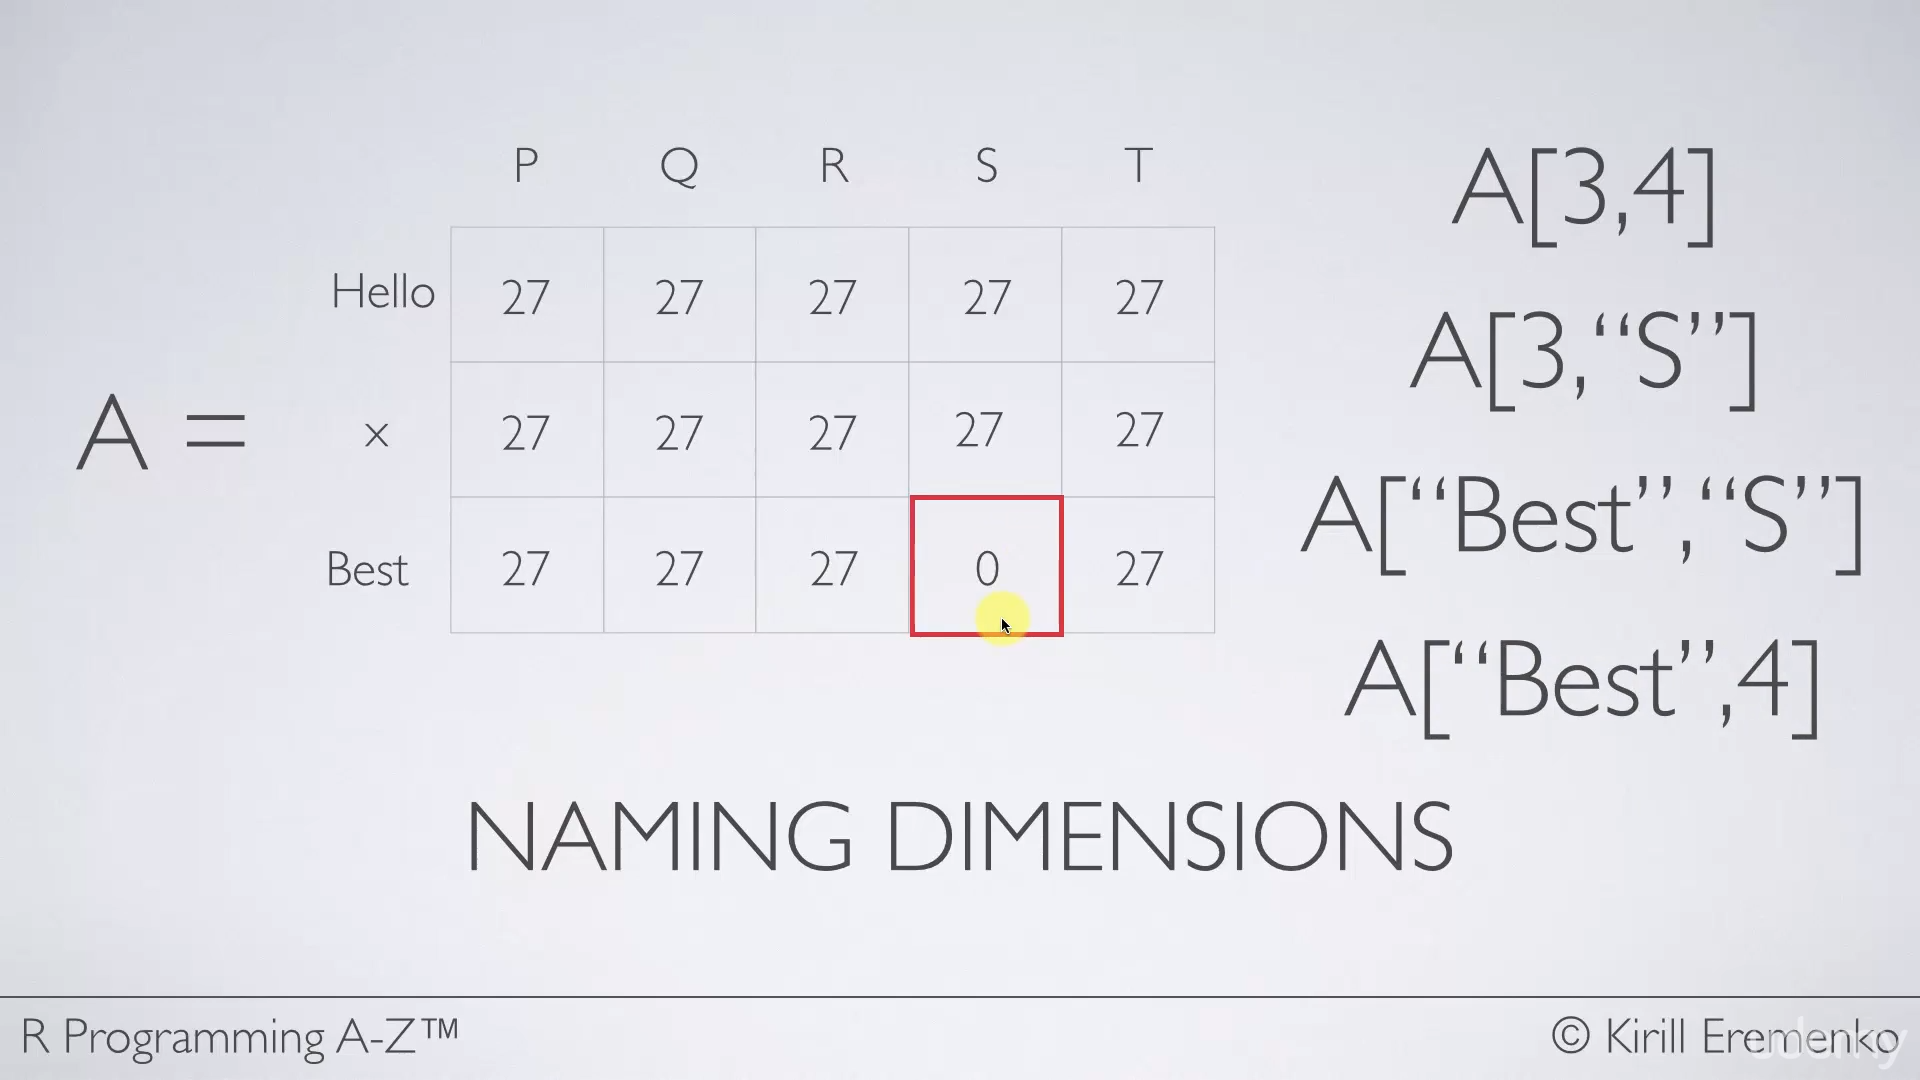 P Q R S T
A[3,4]
Hello 27 27 27 27 27
A[3,“S”]
A = x 27 27 27 27 27
A[“Best”,“S”]
Best 27 27 27 0 27
A[“Best”,4]
NAMING DIMENSIONS
R Programming A-Z™
© Kirill Eremenko
udemy